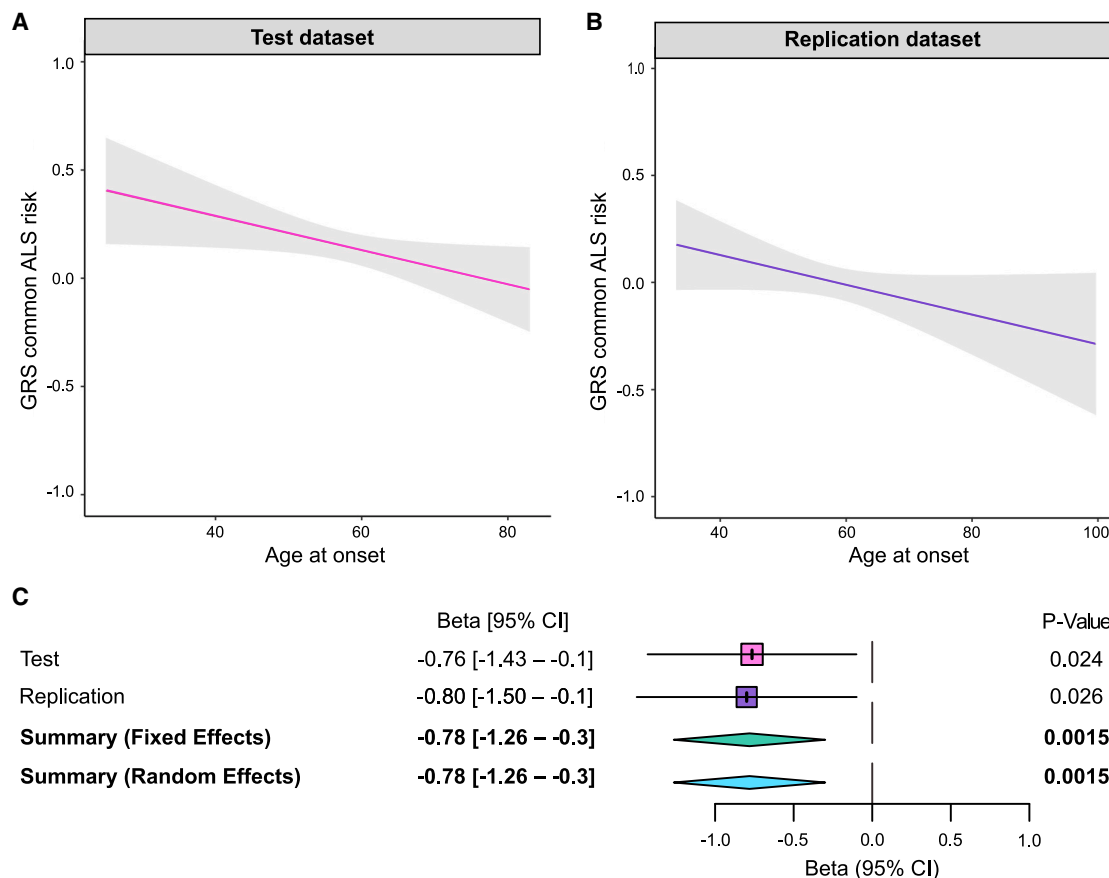 A
Test dataset
1.0
0.5
0.0
-0.5
-1.0
GRS common ALS risk
40 60 80
Age at onset
B
Replication dataset
1.0
0.5
0.0
-0.5
-1.0
GRS common ALS risk
40 60 80 100
Age at onset
C
Beta [95% CI] P-Value
Test -0.76 [-1.43 – -0.1] 0.024
Replication -0.80 [-1.50 – -0.1] 0.026
Summary (Fixed Effects) -0.78 [-1.26 – -0.3] 0.0015
Summary (Random Effects) -0.78 [-1.26 – -0.3] 0.0015
-1.0 -0.5 0.0 0.5 1.0
Beta (95% CI)